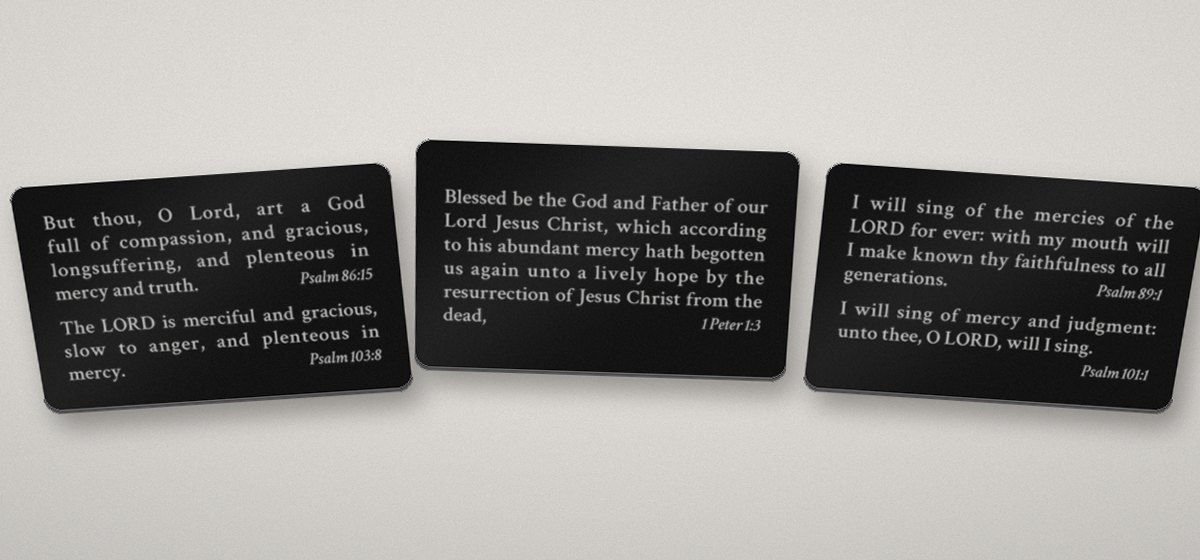 But thou, O Lord, art a God
full of compassion, and gracious,
longsuffering, and plenteous in
mercy and truth.
Psalm 86:15
The LORD is merciful and gracious,
slow to anger, and plenteous in
mercy.
Psalm 103:8
Blessed be the God and Father of our
Lord Jesus Christ, which according
to his abundant mercy hath begotten
us again unto a lively hope by the
resurrection of Jesus Christ from the
dead,
1 Peter 1:3
I will sing of the mercies of the
LORD for ever: with my mouth will
I make known thy faithfulness to all
generations.
Psalm 89:1
I will sing of mercy and judgment:
unto thee, O LORD, will I sing.
Psalm 101:1